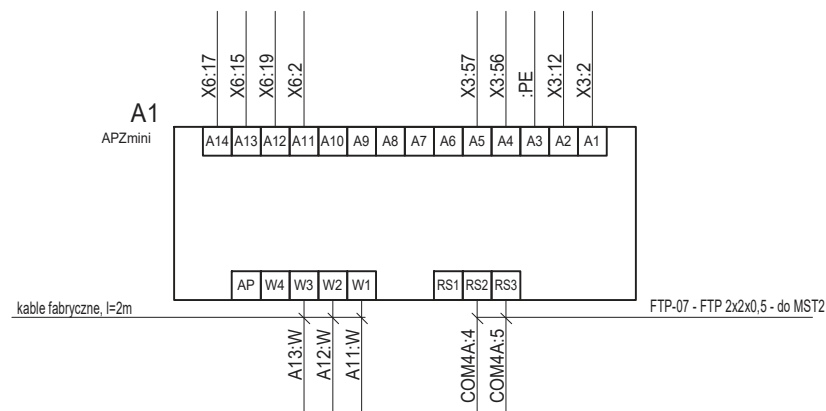 X6:17
X6:15
X6:19
X6:2
X3:57
X3:56
:PE
X3:12
X3:2
A1
APZmini
A14 A13 A12 A11 A10 A9 A8 A7 A6 A5 A4 A3 A2 A1
AP W4 W3 W2 W1 RS1 RS2 RS3
kable fabryczne, l=2m
FTP-07 - FTP 2x2x0,5 - do MST2
A13:W
A12:W
A11:W
COM4A:4
COM4A:5